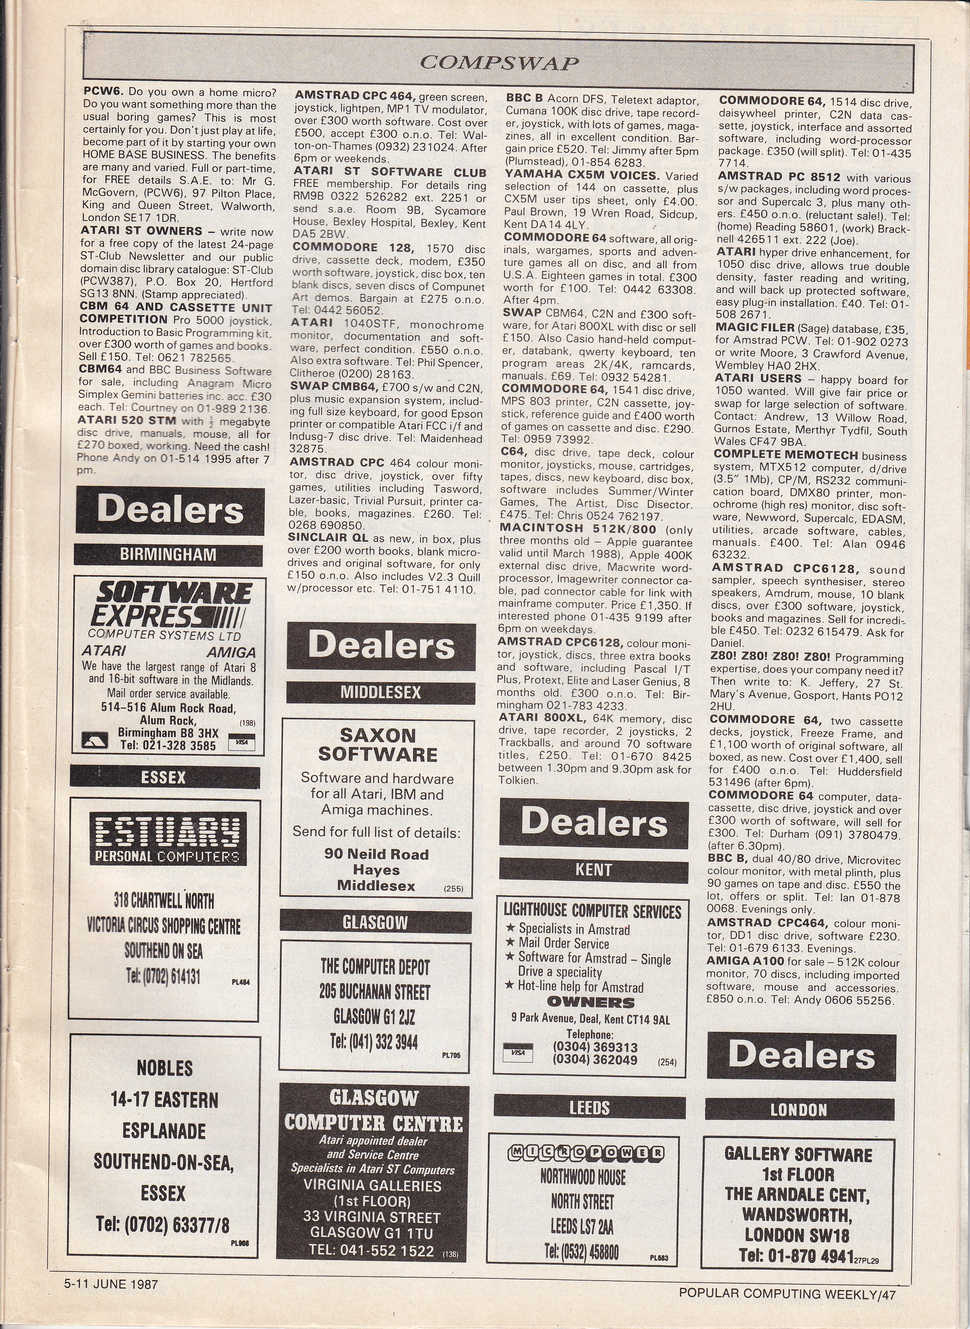 COMPSWAP
PCW6. Do you own a home micro?
Do you want something more than the
usual boring games? This is most
certainly for you. Don't just play at life,
become part of it by starting your own
HOME BASE BUSINESS. The benefits
are many and varied. Full or part-time,
for FREE details S.A.E. to: Mr G.
McGovern, (PCW6), 97 Pilton Place,
King and Queen Street, Walworth,
London SE17 1DR.
ATARI ST OWNERS – write now
for a free copy of the latest 24-page
ST-Club Newsletter and our public
domain disc library catalogue: ST-Club
(PCW387), P.O. Box 20, Hertford
SG13 8NN. (Stamp appreciated).
CBM 64 AND CASSETTE UNIT
COMPETITION Pro 5000 joystick,
Introduction to Basic Programming kit,
over £300 worth of games and books.
Sell £150. Tel: 0621 782565.
CBM64 and BBC Business Software
for sale, including Anagram Micro
Simplex Gemini batteries inc. acc. £30
each. Tel: Courtney on 01-989 2136.
ATARI 520 STM with ½ megabyte
disc drive, manuals, mouse, all for
£270 boxed, working. Need the cash!
Phone Andy on 01-514 1995 after 7
pm.
Dealers
BIRMINGHAM
SOFTWARE
EXPRESS
COMPUTER SYSTEMS LTD
ATARI AMIGA
We have the largest range of Atari 8
and 16-bit software in the Midlands.
Mail order service available.
514–516 Alum Rock Road,
Alum Rock, (198)
Birmingham B8 3HX
Tel: 021-328 3585 VISA
ESSEX
ESTUARY
PERSONAL COMPUTERS
318 CHARTWELL NORTH
VICTORIA CIRCUS SHOPPING CENTRE
SOUTHEND ON SEA
Tel: (0702) 614131 PL484
NOBLES
14-17 EASTERN
ESPLANADE
SOUTHEND-ON-SEA,
ESSEX
Tel: (0702) 63377/8
AMSTRAD CPC 464, green screen,
joystick, lightpen, MP1 TV modulator,
over £300 worth software. Cost over
£500, accept £300 o.n.o. Tel: Wal-
ton-on-Thames (0932) 231024. After
6pm or weekends.
ATARI ST SOFTWARE CLUB
FREE membership. For details ring
RM9B 0322 526282 ext. 2251 or
send s.a.e. Room 9B, Sycamore
House, Bexley Hospital, Bexley, Kent
DA5 2BW.
COMMODORE 128, 1570 disc
drive, cassette deck, modem, £350
worth software, joystick, disc box, ten
blank discs, seven discs of Compunet
Art demos. Bargain at £275 o.n.o.
Tel: 0442 56052.
ATARI 1040STF, monochrome
monitor, documentation and soft-
ware, perfect condition. £550 o.n.o.
Also extra software. Tel: Phil Spencer,
Clitheroe (0200) 28163.
SWAP CMB64, £700 s/w and C2N,
plus music expansion system, includ-
ing full size keyboard, for good Epson
printer or compatible Atari FCC i/f and
Indusg-7 disc drive. Tel: Maidenhead
32875.
AMSTRAD CPC 464 colour moni-
tor, disc drive, joystick, over fifty
games, utilities including Tasword,
Lazer-basic, Trivial Pursuit, printer ca-
ble, books, magazines. £260. Tel:
0268 690850.
SINCLAIR QL as new, in box, plus
over £200 worth books, blank micro-
drives and original software, for only
£150 o.n.o. Also includes V2.3 Quill
w/processor etc. Tel: 01-751 4110.
Dealers
MIDDLESEX
SAXON
SOFTWARE
Software and hardware
for all Atari, IBM and
Amiga machines.
Send for full list of details:
90 Neild Road
Hayes
Middlesex (255)
GLASGOW
THE COMPUTER DEPOT
205 BUCHANAN STREET
GLASGOW G1 2JZ
Tel: (041) 332 3944
PL705
GLASGOW
COMPUTER CENTRE
Atari appointed dealer
and Service Centre
Specialists in Atari ST Computers
VIRGINIA GALLERIES
(1st FLOOR)
33 VIRGINIA STREET
GLASGOW G1 1TU
TEL: 041-552 1522 (138)
BBC B Acorn DFS, Teletext adaptor,
Cumana 100K disc drive, tape record-
er, joystick, with lots of games, maga-
zines, all in excellent condition. Bar-
gain price £520. Tel: Jimmy after 5pm
(Plumstead), 01-854 6283.
YAMAHA CX5M VOICES. Varied
selection of 144 on cassette, plus
CX5M user tips sheet, only £4.00.
Paul Brown, 19 Wren Road, Sidcup,
Kent DA14 4LY.
COMMODORE 64 software, all orig-
inals, wargames, sports and adven-
ture games all on disc, and all from
U.S.A. Eighteen games in total. £300
worth for £100. Tel: 0442 63308.
After 4pm.
SWAP CBM64, C2N and £300 soft-
ware, for Atari 800XL with disc or sell
£150. Also Casio hand-held comput-
er, databank, qwerty keyboard, ten
program areas 2K/4K, ramcards,
manuals. £69. Tel: 0932 54281.
COMMODORE 64, 1541 disc drive,
MPS 803 printer, C2N cassette, joy-
stick, reference guide and £400 worth
of games on cassette and disc. £290.
Tel: 0959 73992.
C64, disc drive, tape deck, colour
monitor, joysticks, mouse, cartridges,
tapes, discs, new keyboard, disc box,
software includes Summer/Winter
Games, The Artist, Disc Disector.
£475. Tel: Chris 0524 762197.
MACINTOSH 512K/800 (only
three months old – Apple guarantee
valid until March 1988), Apple 400K
external disc drive, Macwrite word-
processor, Imagewriter connector ca-
ble, pad connector cable for link with
mainframe computer. Price £1,350. If
interested phone 01-435 9199 after
6pm on weekdays.
AMSTRAD CPC6128, colour moni-
tor, joystick, discs, three extra books
and software, including Pascal I/T
Plus, Protext, Elite and Laser Genius, 8
months old. £300 o.n.o. Tel: Bir-
mingham 021-783 4233.
ATARI 800XL, 64K memory, disc
drive, tape recorder, 2 joysticks, 2
Trackballs, and around 70 software
titles, £250. Tel: 01-670 8425
between 1.30pm and 9.30pm ask for
Tolkien.
Dealers
KENT
LIGHTHOUSE COMPUTER SERVICES
★ Specialists in Amstrad
★ Mail Order Service
★ Software for Amstrad – Single
Drive a speciality
★ Hot-line help for Amstrad
OWNERS
9 Park Avenue, Deal, Kent CT14 9AL
Telephone:
VISA (0304) 369313
(0304) 362049 (254)
LEEDS
MICROPOWER
NORTHWOOD HOUSE
NORTH STREET
LEEDS LS7 2AA
Tel: (0532) 458800
COMMODORE 64, 1514 disc drive,
daisywheel printer, C2N data cas-
sette, joystick, interface and assorted
software, including word-processor
package. £350 (will split). Tel: 01-435
7714.
AMSTRAD PC 8512 with various
s/w packages, including word proces-
sor and Supercalc 3, plus many oth-
ers. £450 o.n.o. (reluctant sale!). Tel:
(home) Reading 58601, (work) Brack-
nell 426511 ext. 222 (Joe).
ATARI hyper drive enhancement, for
1050 disc drive, allows true double
density, faster reading and writing,
and will back up protected software,
easy plug-in installation. £40. Tel: 01-
508 2671.
MAGIC FILER (Sage) database, £35,
for Amstrad PCW. Tel: 01-902 0273
or write Moore, 3 Crawford Avenue,
Wembley HA0 2HX.
ATARI USERS – happy board for
1050 wanted. Will give fair price or
swap for large selection of software.
Contact: Andrew, 13 Willow Road,
Gurnos Estate, Merthyr Tydfil, South
Wales CF47 9BA.
COMPLETE MEMOTECH business
system, MTX512 computer, d/drive
(3.5" 1Mb), CP/M, RS232 communi-
cation board, DMX80 printer, mon-
ochrome (high res) monitor, disc soft-
ware, Newword, Supercalc, EDASM,
utilities, arcade software, cables,
manuals. £400. Tel: Alan 0946
63232.
AMSTRAD CPC6128, sound
sampler, speech synthesiser, stereo
speakers, Amdrum, mouse, 10 blank
discs, over £300 software, joystick,
books and magazines. Sell for incredi-
ble £450. Tel: 0232 615479. Ask for
Daniel.
Z80! Z80! Z80! Z80! Programming
expertise, does your company need it?
Then write to: K. Jeffery, 27 St.
Mary's Avenue, Gosport, Hants PO12
2HU.
COMMODORE 64, two cassette
decks, joystick, Freeze Frame, and
£1,100 worth of original software, all
boxed, as new. Cost over £1,400, sell
for £400 o.n.o. Tel: Huddersfield
531496 (after 6pm).
COMMODORE 64 computer, data-
cassette, disc drive, joystick and over
£300 worth of software, will sell for
£300. Tel: Durham (091) 3780479.
(after 6.30pm).
BBC B, dual 40/80 drive, Microvitec
colour monitor, with metal plinth, plus
90 games on tape and disc. £550 the
lot, offers or split. Tel: Ian 01-878
0068. Evenings only.
AMSTRAD CPC464, colour moni-
tor, DD1 disc drive, software £230.
Tel: 01-679 6133. Evenings.
AMIGA A100 for sale – 512K colour
monitor, 70 discs, including imported
software, mouse and accessories.
£850 o.n.o. Tel: Andy 0606 55256.
Dealers
LONDON
GALLERY SOFTWARE
1st FLOOR
THE ARNDALE CENT,
WANDSWORTH,
LONDON SW18
Tel: 01-870 4941 27PL29
5-11 JUNE 1987
POPULAR COMPUTING WEEKLY/47